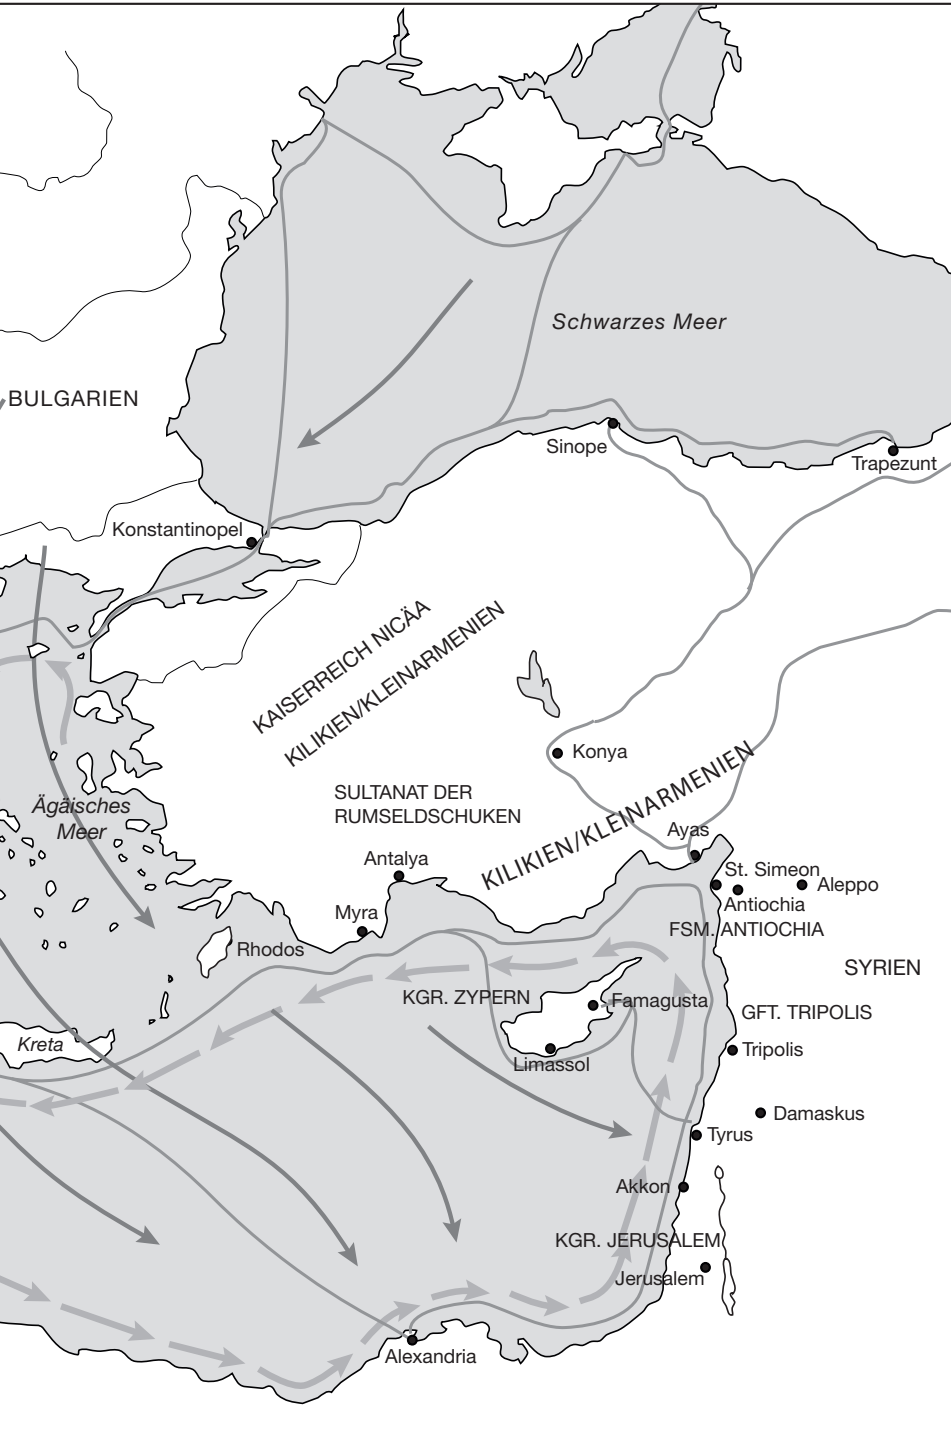 Schwarzes Meer
BULGARIEN
Sinope
Trapezunt
Konstantinopel
KAISERREICH NICÄA
KILIKIEN/KLEINARMENIEN
Konya
KILIKIEN/KLEINARMENIEN
SULTANAT DER
RUMSELDSCHUKEN
Ägäisches
Meer
Ayas
Antalya
St. Simeon
Aleppo
Antiochia
Myra
FSM. ANTIOCHIA
Rhodos
SYRIEN
KGR. ZYPERN
Famagusta
GFT. TRIPOLIS
Kreta
Tripolis
Limassol
Damaskus
Tyrus
Akkon
KGR. JERUSALEM
Jerusalem
Alexandria